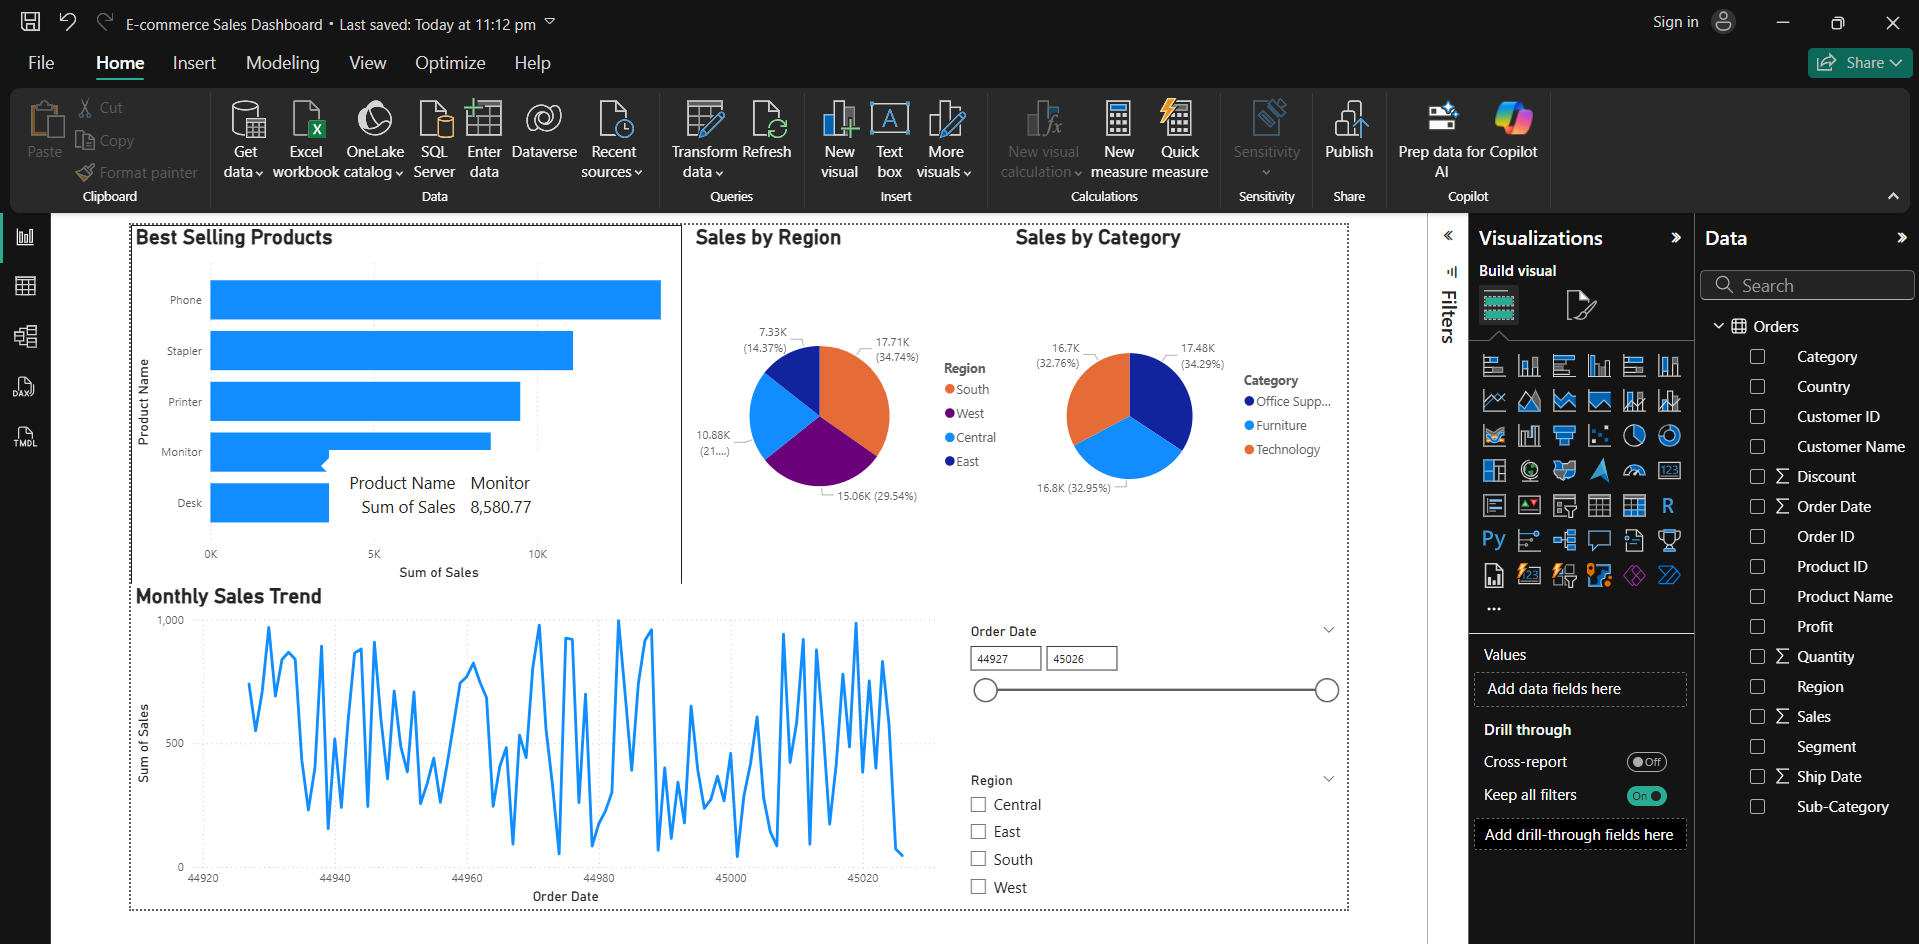 E-commerce Sales Dashboard • Last saved: Today at 11:12 pm
Sign in
File Home Insert Modeling View Optimize Help
Share
Paste
Cut
Copy
Format painter
Clipboard
Get data
Excel workbook
OneLake catalog
SQL Server
Enter data
Dataverse
Recent sources
Data
Transform data
Refresh
Queries
New visual
A
Text box
More visuals
Insert
New visual calculation
New measure
Quick measure
Calculations
Sensitivity
Sensitivity
Publish
Share
Prep data for AI
Copilot
Copilot
DAX
TMDL
Best Selling Products
Product Name
Phone
Stapler
Printer
Monitor
Desk
Product Name Monitor
Sum of Sales 8,580.77
0K 5K 10K
Sum of Sales
Sales by Region
7.33K
(14.37%)
17.71K
(34.74%)
10.88K
(21....)
15.06K (29.54%)
Region
South
West
Central
East
Sales by Category
16.7K
(32.76%)
17.48K
(34.29%)
16.8K (32.95%)
Category
Office Supp...
Furniture
Technology
Monthly Sales Trend
Sum of Sales
1,000
500
0
44920 44940 44960 44980 45000 45020
Order Date
Order Date
44927 45026
Region
Central
East
South
West
Filters
Visualizations
Build visual
123
R
Py
123
...
Values
Add data fields here
Drill through
Cross-report Off
Keep all filters On
Add drill-through fields here
Data
Search
Orders
Category
Country
Customer ID
Customer Name
Σ Discount
Σ Order Date
Order ID
Product ID
Product Name
Profit
Σ Quantity
Region
Σ Sales
Segment
Σ Ship Date
Sub-Category